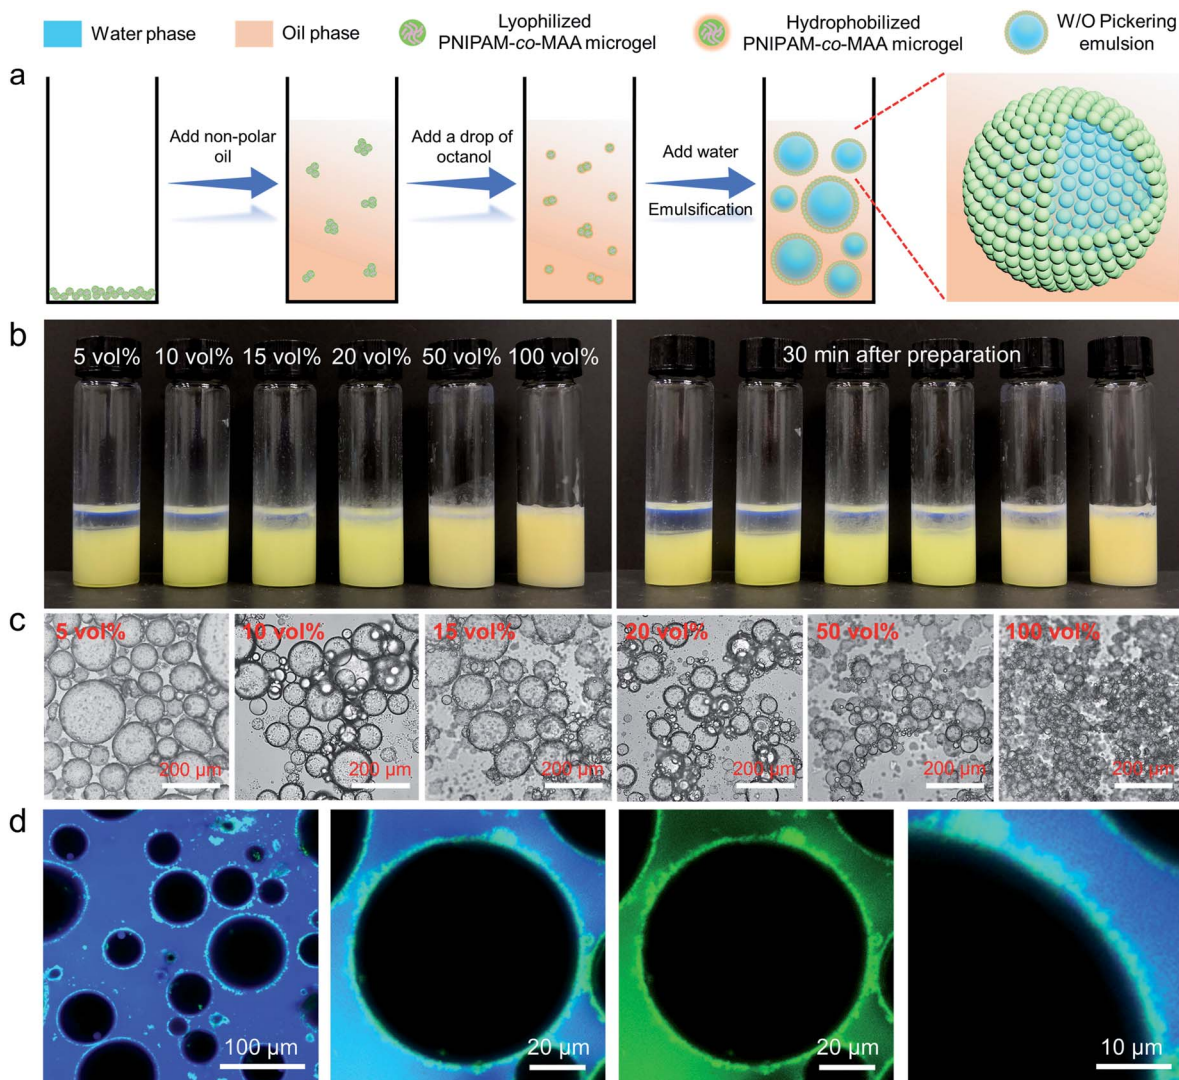 Water phase
Oil phase
Lyophilized
PNIPAM-co-MAA microgel
Hydrophobilized
PNIPAM-co-MAA microgel
W/O Pickering
emulsion
a
Add non-polar
oil
Add a drop of
octanol
Add water
Emulsification
b
5 vol%
10 vol%
15 vol%
20 vol%
50 vol%
100 vol%
30 min after preparation
c
5 vol%
200 µm
10 vol%
200 µm
15 vol%
200 µm
20 vol%
200 µm
50 vol%
200 µm
100 vol%
200 µm
d
100 µm
20 µm
20 µm
10 µm